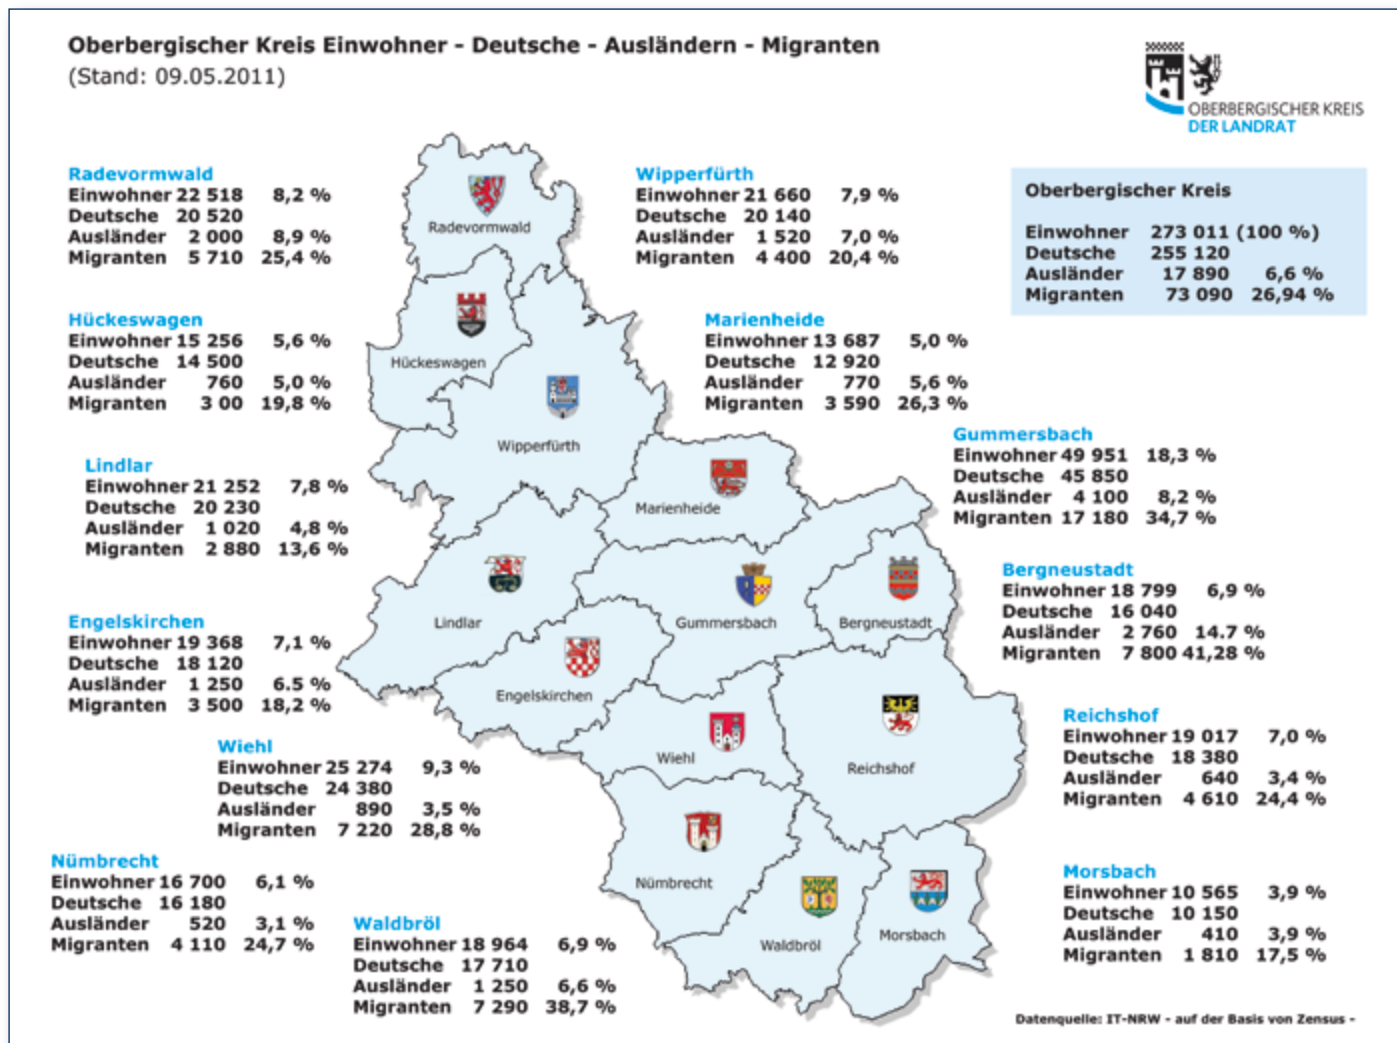 Oberbergischer Kreis Einwohner - Deutsche - Ausländern - Migranten
(Stand: 09.05.2011)
OBERBERGISCHER KREIS
DER LANDRAT
Radevormwald
Einwohner 22 518 8,2 %
Deutsche 20 520
Ausländer 2 000 8,9 %
Migranten 5 710 25,4 %
Wipperfürth
Einwohner 21 660 7,9 %
Deutsche 20 140
Ausländer 1 520 7,0 %
Migranten 4 400 20,4 %
Oberbergischer Kreis
Einwohner 273 011 (100 %)
Deutsche 255 120
Ausländer 17 890 6,6 %
Migranten 73 090 26,94 %
Hückeswagen
Einwohner 15 256 5,6 %
Deutsche 14 500
Ausländer 760 5,0 %
Migranten 3 00 19,8 %
Marienheide
Einwohner 13 687 5,0 %
Deutsche 12 920
Ausländer 770 5,6 %
Migranten 3 590 26,3 %
Gummersbach
Einwohner 49 951 18,3 %
Deutsche 45 850
Ausländer 4 100 8,2 %
Migranten 17 180 34,7 %
Lindlar
Einwohner 21 252 7,8 %
Deutsche 20 230
Ausländer 1 020 4,8 %
Migranten 2 880 13,6 %
Bergneustadt
Einwohner 18 799 6,9 %
Deutsche 16 040
Ausländer 2 760 14.7 %
Migranten 7 800 41,28 %
Engelskirchen
Einwohner 19 368 7,1 %
Deutsche 18 120
Ausländer 1 250 6.5 %
Migranten 3 500 18,2 %
Reichshof
Einwohner 19 017 7,0 %
Deutsche 18 380
Ausländer 640 3,4 %
Migranten 4 610 24,4 %
Wiehl
Einwohner 25 274 9,3 %
Deutsche 24 380
Ausländer 890 3,5 %
Migranten 7 220 28,8 %
Nümbrecht
Einwohner 16 700 6,1 %
Deutsche 16 180
Ausländer 520 3,1 %
Migranten 4 110 24,7 %
Morsbach
Einwohner 10 565 3,9 %
Deutsche 10 150
Ausländer 410 3,9 %
Migranten 1 810 17,5 %
Waldbröl
Einwohner 18 964 6,9 %
Deutsche 17 710
Ausländer 1 250 6,6 %
Migranten 7 290 38,7 %
Radevormwald
Hückeswagen
Wipperfürth
Marienheide
Lindlar
Gummersbach
Bergneustadt
Engelskirchen
Wiehl
Reichshof
Nümbrecht
Waldbröl
Morsbach
Datenquelle: IT-NRW - auf der Basis von Zensus -